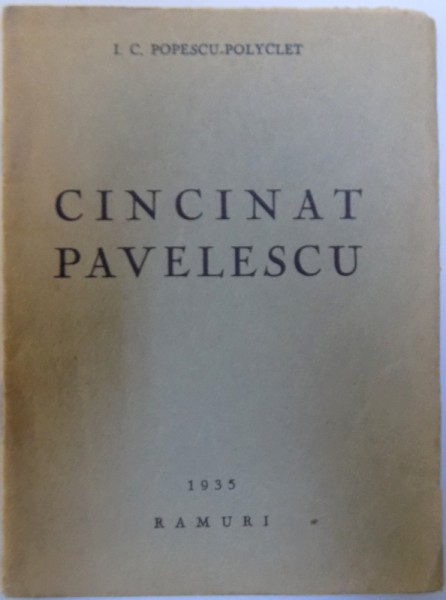 I. C. POPESCU-POLYCLET
CINCINAT
PAVELESCU
1935
RAMURI